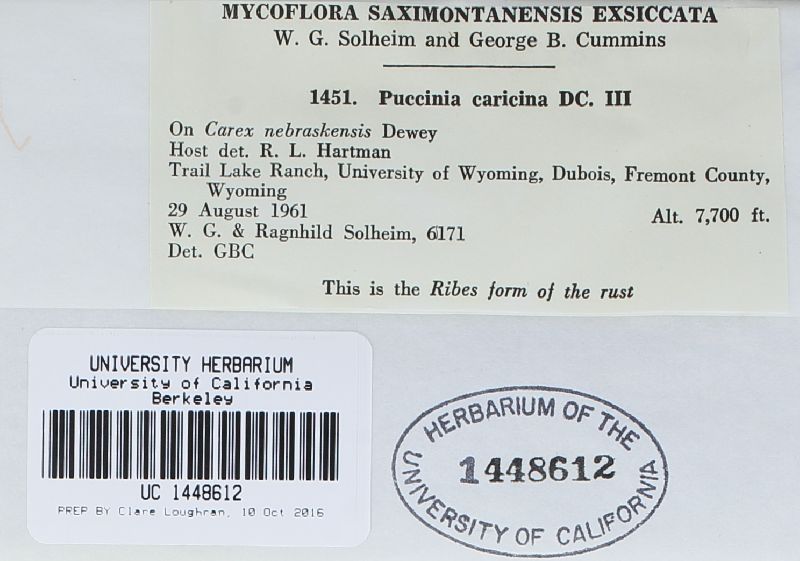 MYCOFLORA SAXIMONTANENSIS EXSICCATA
W. G. Solheim and George B. Cummins
1451. Puccinia caricina DC. III
On Carex nebraskensis Dewey
Host det. R. L. Hartman
Trail Lake Ranch, University of Wyoming, Dubois, Fremont County,
Wyoming
29 August 1961
Alt. 7,700 ft.
W. G. & Ragnhild Solheim, 6171
Det. GBC
This is the Ribes form of the rust
UNIVERSITY HERBARIUM
University of California
Berkeley
UC 1448612
PREP BY Clare Loughran, 10 Oct 2016
HERBARIUM OF THE
1448612
UNIVERSITY OF CALIFORNIA